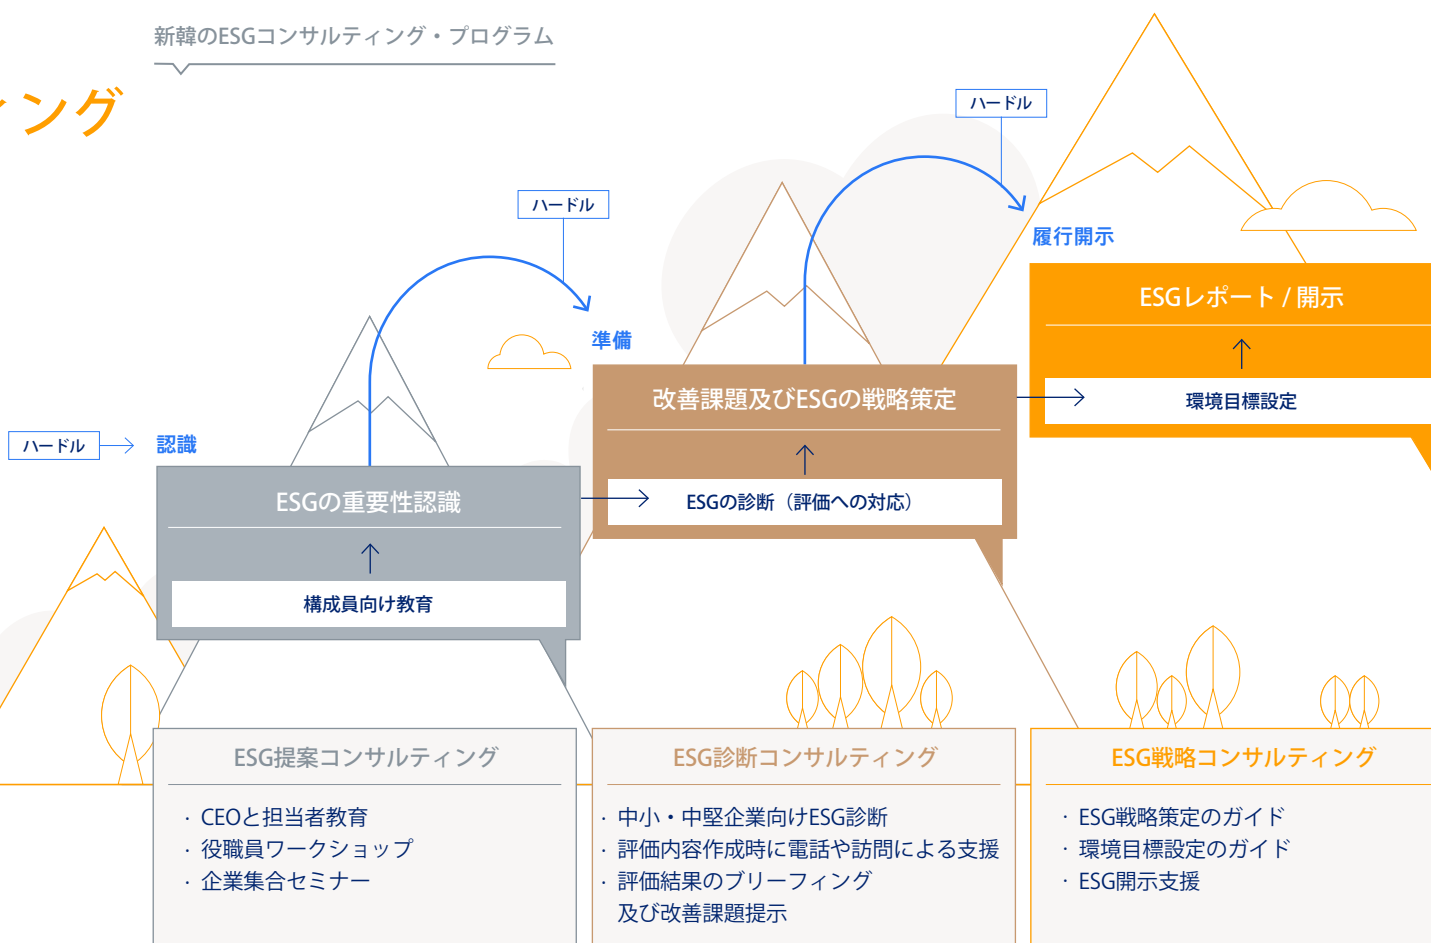 新韓のESGコンサルティング・プログラム
ィング
ハードル
ハードル
履行開示
ESGレポート / 開示
環境目標設定
準備
改善課題及びESGの戦略策定
ESGの診断（評価への対応）
ハードル
認識
ESGの重要性認識
構成員向け教育
ESG提案コンサルティング
· CEOと担当者教育
· 役職員ワークショップ
· 企業集合セミナー
ESG診断コンサルティング
· 中小・中堅企業向けESG診断
· 評価内容作成時に電話や訪問による支援
· 評価結果のブリーフィング
及び改善課題提示
ESG戦略コンサルティング
· ESG戦略策定のガイド
· 環境目標設定のガイド
· ESG開示支援